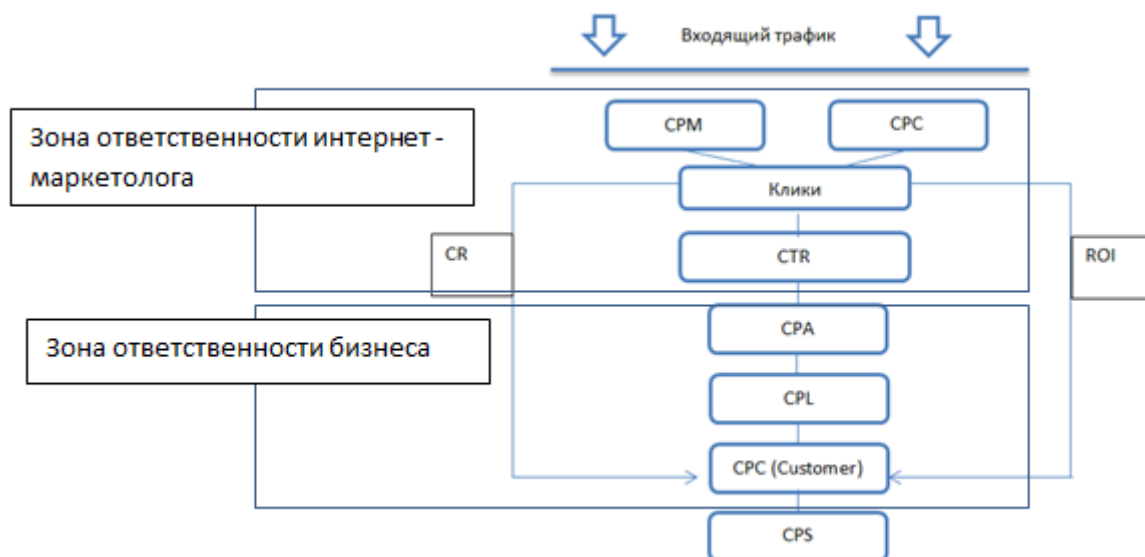 Входящий трафик
Зона ответственности интернет -
маркетолога
CPM
CPC
Клики
CR
CTR
ROI
Зона ответственности бизнеса
CPA
CPL
CPC (Customer)
CPS